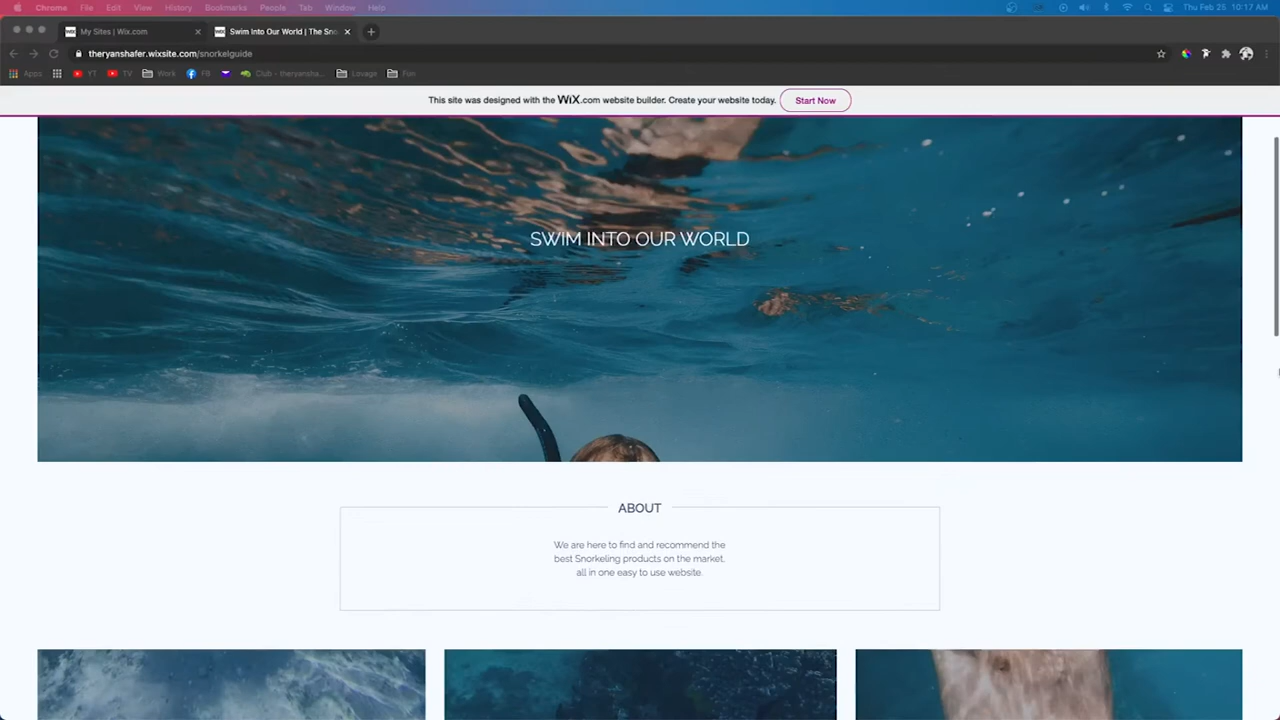 Chrome File Edit View History Bookmarks People Tab Window Help Thu Feb 25 10:17 AM
My Sites | Wix.com Swim Into Our World | The Sno
theryanshafer.wixsite.com/snorkelguide
Apps YT TV Work FB Club - theryansha... Lovage Fun
This site was designed with the WiX.com website builder. Create your website today. Start Now
SWIM INTO OUR WORLD
ABOUT
We are here to find and recommend the
best Snorkeling products on the market,
all in one easy to use website.